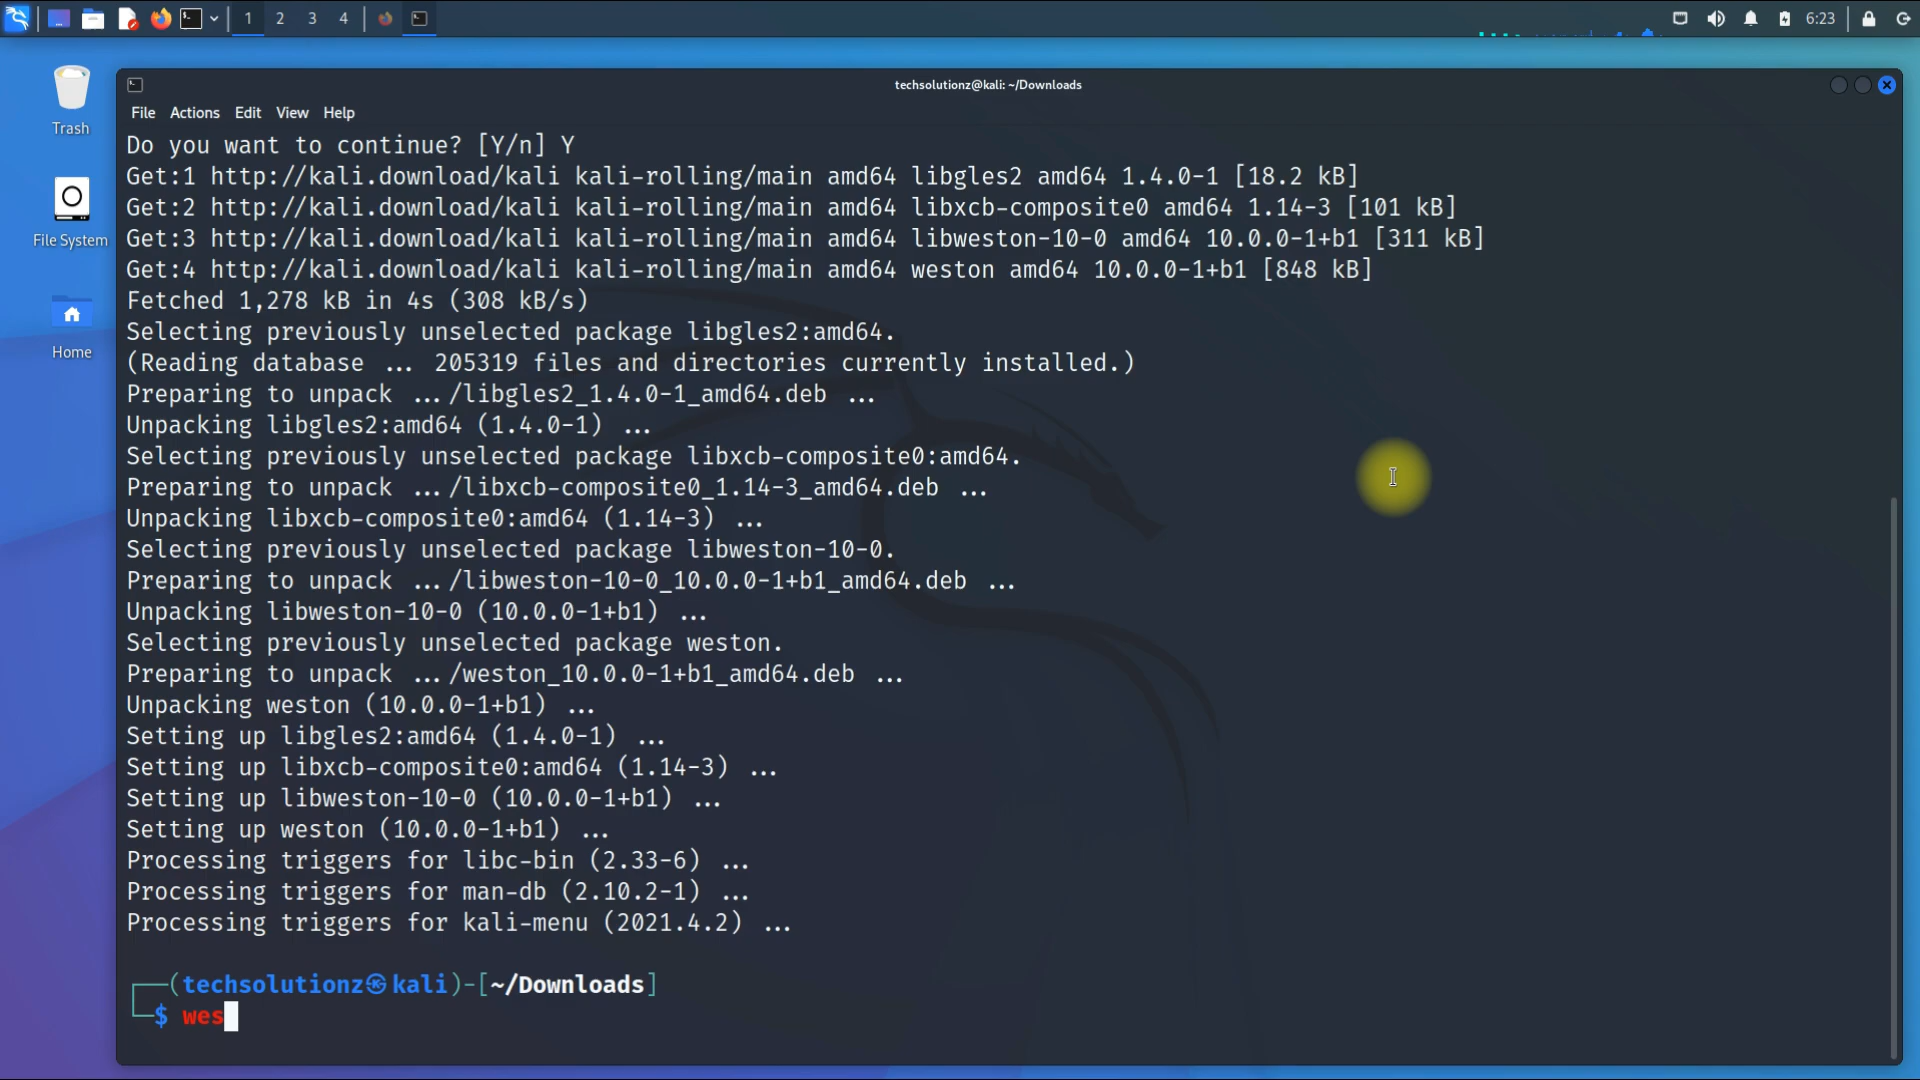 1 2 3 4 6:23
Trash
File System
Home
techsolutionz@kali: ~/Downloads
File Actions Edit View Help
Do you want to continue? [Y/n] Y
Get:1 http://kali.download/kali kali-rolling/main amd64 libgles2 amd64 1.4.0-1 [18.2 kB]
Get:2 http://kali.download/kali kali-rolling/main amd64 libxcb-composite0 amd64 1.14-3 [101 kB]
Get:3 http://kali.download/kali kali-rolling/main amd64 libweston-10-0 amd64 10.0.0-1+b1 [311 kB]
Get:4 http://kali.download/kali kali-rolling/main amd64 weston amd64 10.0.0-1+b1 [848 kB]
Fetched 1,278 kB in 4s (308 kB/s)
Selecting previously unselected package libgles2:amd64.
(Reading database ... 205319 files and directories currently installed.)
Preparing to unpack .../libgles2_1.4.0-1_amd64.deb ...
Unpacking libgles2:amd64 (1.4.0-1) ...
Selecting previously unselected package libxcb-composite0:amd64.
Preparing to unpack .../libxcb-composite0_1.14-3_amd64.deb ...
Unpacking libxcb-composite0:amd64 (1.14-3) ...
Selecting previously unselected package libweston-10-0.
Preparing to unpack .../libweston-10-0_10.0.0-1+b1_amd64.deb ...
Unpacking libweston-10-0 (10.0.0-1+b1) ...
Selecting previously unselected package weston.
Preparing to unpack .../weston_10.0.0-1+b1_amd64.deb ...
Unpacking weston (10.0.0-1+b1) ...
Setting up libgles2:amd64 (1.4.0-1) ...
Setting up libxcb-composite0:amd64 (1.14-3) ...
Setting up libweston-10-0 (10.0.0-1+b1) ...
Setting up weston (10.0.0-1+b1) ...
Processing triggers for libc-bin (2.33-6) ...
Processing triggers for man-db (2.10.2-1) ...
Processing triggers for kali-menu (2021.4.2) ...
┌──(techsolutionz㉿kali)-[~/Downloads]
└─$ wes